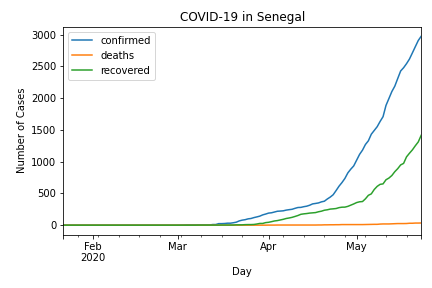 COVID-19 in Senegal
confirmed
deaths
recovered
3000
2500
2000
1500
1000
500
0
Number of Cases
Feb
2020
Mar
Apr
May
Day